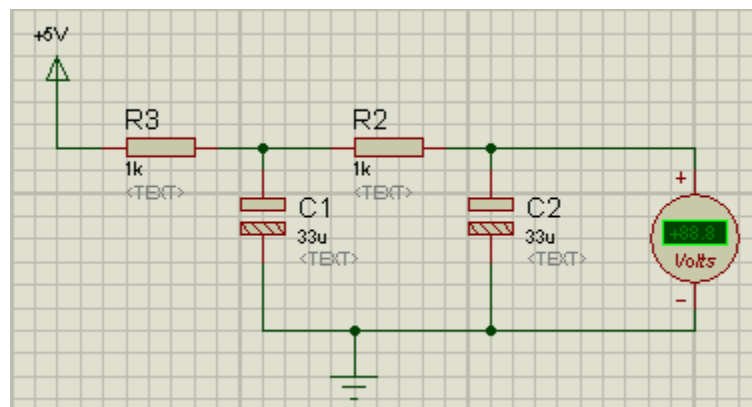 +5V
R3
1k
<TEXT>
R2
1k
<TEXT>
C1
33u
<TEXT>
C2
33u
<TEXT>
+
+88.8
Volts
−